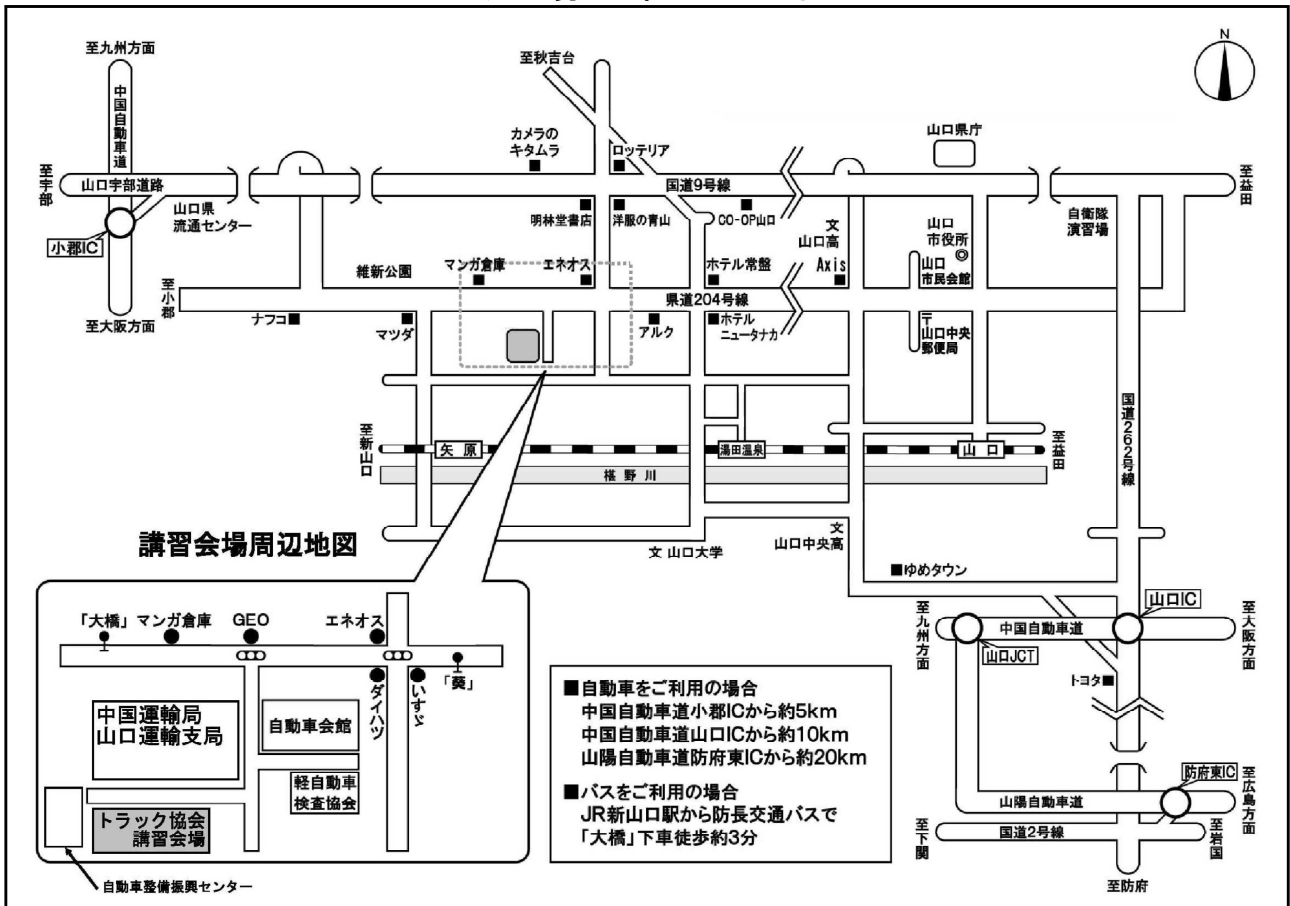 至九州方面
中国自動車道
至宇部
山口宇部道路
山口県
流通センター
小郡IC
至大阪方面
至小郡
維新公園
ナフコ
マツダ
至秋吉台
カメラの
キタムラ
ロッテリア
国道9号線
明林堂書店
洋服の青山
CO-OP山口
マンガ倉庫
エネオス
ホテル常盤
県道204号線
アルク
ホテル
ニュータナカ
文
山口高
Axis
山口県庁
山口
市役所
山口
市民会館
〒
山口中央
郵便局
自衛隊
演習場
至益田
N
国道262号線
至新山口
矢原
湯田温泉
山口
至益田
椹野川
文 山口大学
文
山口中央高
ゆめタウン
山口IC
至九州方面
中国自動車道
至大阪方面
山口JCT
トヨタ
防府東IC
山陽自動車道
至広島方面
至下関
国道2号線
至岩国
至防府
講習会場周辺地図
「大橋」
マンガ倉庫
GEO
エネオス
ダイハツ
いすゞ
「葵」
中国運輸局
山口運輸支局
自動車会館
軽自動車
検査協会
トラック協会
講習会場
自動車整備振興センター
■自動車をご利用の場合
中国自動車道小郡ICから約5km
中国自動車道山口ICから約10km
山陽自動車道防府東ICから約20km
■バスをご利用の場合
JR新山口駅から防長交通バスで
「大橋」下車徒歩約3分